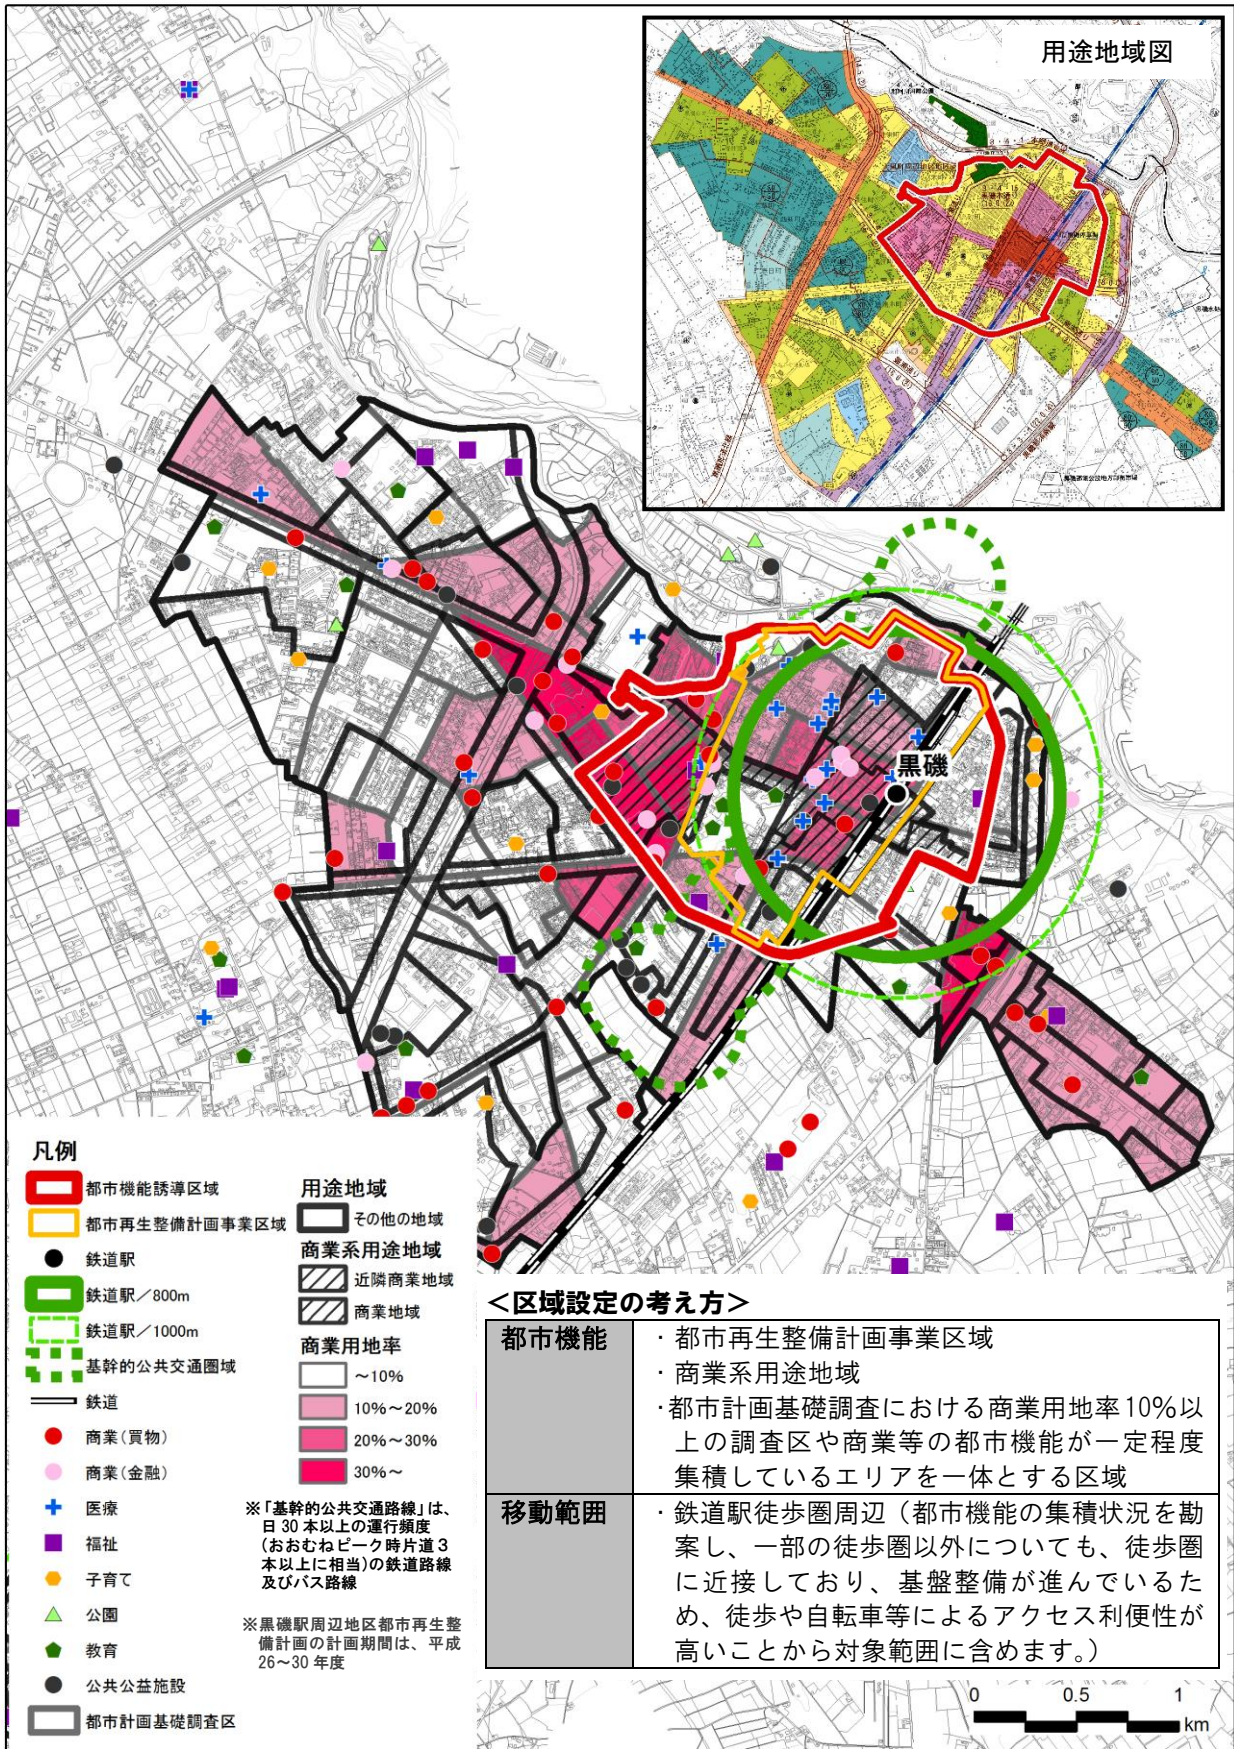 用途地域図
黒磯
凡例
都市機能誘導区域
都市再生整備計画事業区域
鉄道駅
鉄道駅／800m
鉄道駅／1000m
基幹的公共交通圏域
鉄道
商業(買物)
商業(金融)
医療
福祉
子育て
公園
教育
公共公益施設
都市計画基礎調査区
用途地域
その他の地域
商業系用途地域
近隣商業地域
商業地域
商業用地率
～10%
10%～20%
20%～30%
30%～
※「基幹的公共交通路線」は、
日30本以上の運行頻度
(おおむねピーク時片道3
本以上に相当)の鉄道路線
及びバス路線
※黒磯駅周辺地区都市再生整
備計画の計画期間は、平成
26～30年度
＜区域設定の考え方＞
都市機能
・都市再生整備計画事業区域
・商業系用途地域
・都市計画基礎調査における商業用地率10%以
上の調査区や商業等の都市機能が一定程度
集積しているエリアを一体とする区域
移動範囲
・鉄道駅徒歩圏周辺（都市機能の集積状況を勘
案し、一部の徒歩圏以外についても、徒歩圏
に近接しており、基盤整備が進んでいるた
め、徒歩や自転車等によるアクセス利便性が
高いことから対象範囲に含めます。）
0 0.5 1
km